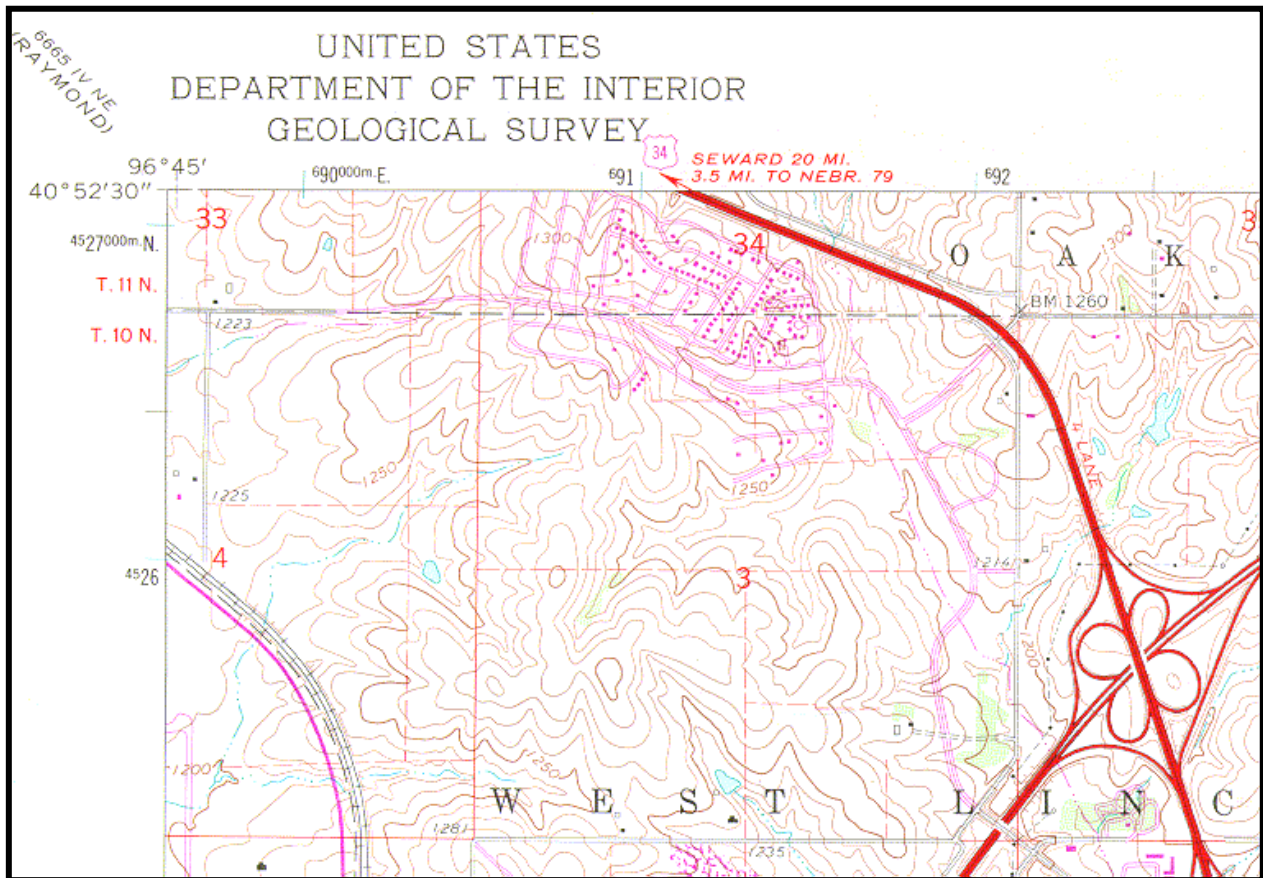 6665 IV NE
(RAYMOND)
UNITED STATES
DEPARTMENT OF THE INTERIOR
GEOLOGICAL SURVEY
34
SEWARD 20 MI.
3.5 MI. TO NEBR. 79
96°45′
690000m.E.
691
692
40°52′30″
33
34
3
4527000m.N.
1300
O A K
1300
T. 11 N.
BM 1260
1223
T. 10 N.
4 LANE
1250
1250
1225
4526
4
3
1214
1200
1200
1250
W E S T L I N C
1281
1235